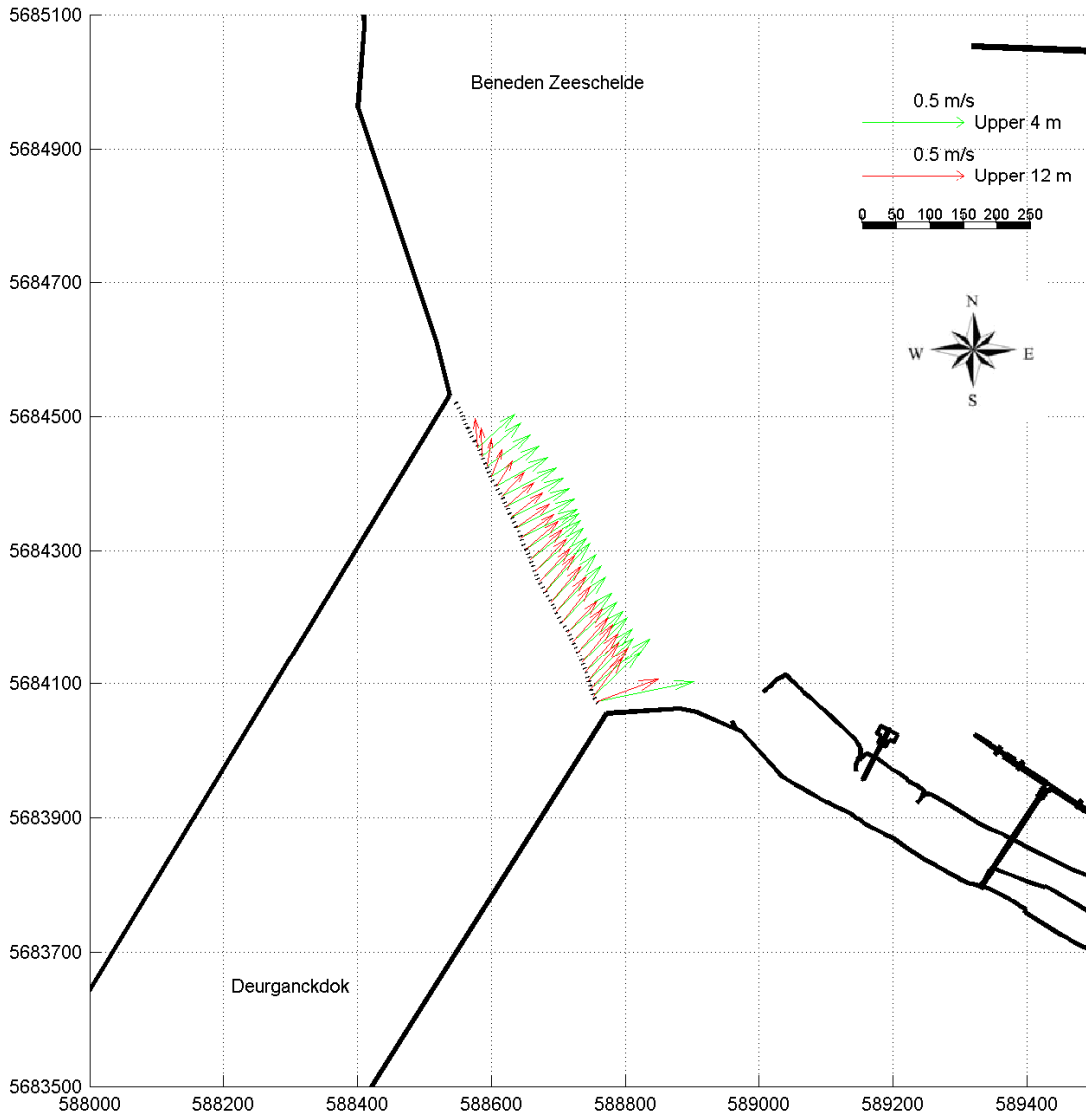 5685100
Beneden Zeeschelde
0.5 m/s
Upper 4 m
5684900
0.5 m/s
Upper 12 m
0 50 100 150 200 250
5684700
N
W E
S
5684500
5684300
5684100
5683900
5683700
Deurganckdok
5683500
588000 588200 588400 588600 588800 589000 589200 589400